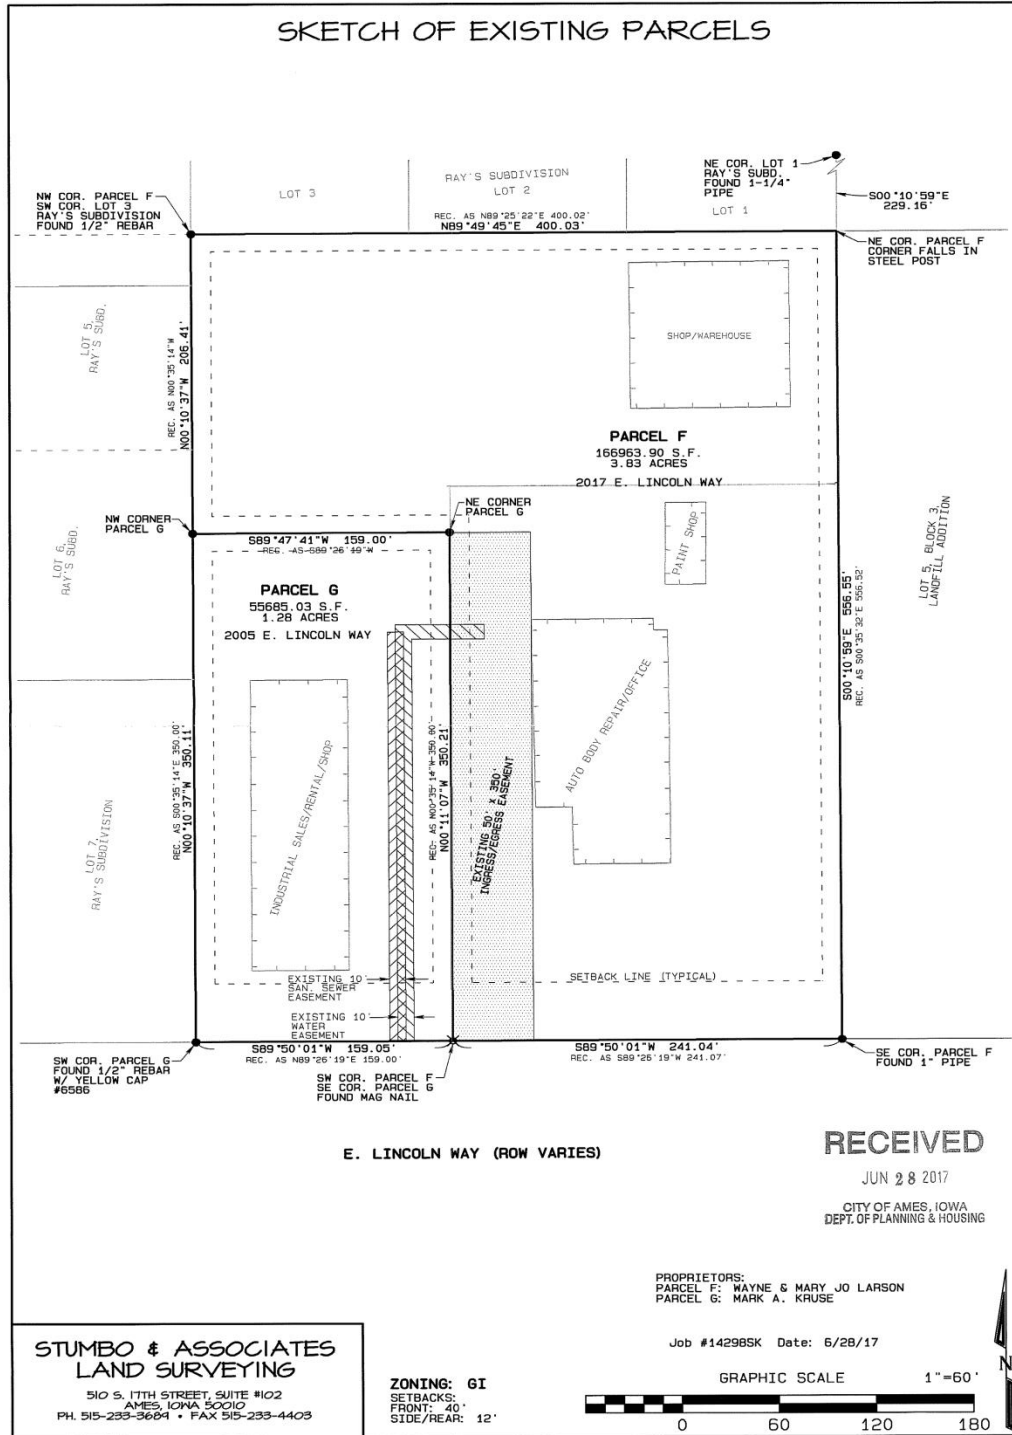 SKETCH OF EXISTING PARCELS
NW COR. PARCEL F
SW COR. LOT 3
RAY'S SUBDIVISION
FOUND 1/2" REBAR
LOT 3
RAY'S SUBDIVISION
LOT 2
REC. AS N89°25'22"E 400.02'
N89°49'45"E 400.03'
NE COR. LOT 1
RAY'S SUBD.
FOUND 1-1/4"
PIPE
LOT 1
S00°10'59"E
229.16'
NE COR. PARCEL F
CORNER FALLS IN
STEEL POST
LOT 5,
RAY'S SUBD.
REC. AS N00°35'14"W
N00°10'37"W 206.41'
SHOP/WAREHOUSE
PARCEL F
166963.90 S.F.
3.83 ACRES
2017 E. LINCOLN WAY
NW CORNER
PARCEL G
NE CORNER
PARCEL G
S89°47'41"W 159.00'
REC. AS S89°26'19"W
LOT 6,
RAY'S SUBD.
PAINT SHOP
LOT 5, BLOCK 3,
LANDFILL ADDITION
PARCEL G
55685.03 S.F.
1.28 ACRES
2005 E. LINCOLN WAY
S00°10'59"E 556.55'
REC. AS S00°35'32"E 556.52'
AUTO BODY REPAIR/OFFICE
REC. AS S00°35'14"E 350.00'
N00°10'37"W 350.11'
INDUSTRIAL SALES/RENTAL/SHOP
REC. AS N00°35'14"W 350.00'
N00°11'07"W 350.21'
EXISTING 50' X 350'
INGRESS/EGRESS EASEMENT
LOT 7,
RAY'S SUBDIVISION
SETBACK LINE (TYPICAL)
EXISTING 10'
SAN. SEWER
EASEMENT
EXISTING 10'
WATER
EASEMENT
S89°50'01"W 159.05'
REC. AS N89°26'19"E 159.00'
S89°50'01"W 241.04'
REC. AS S89°26'19"W 241.07'
SW COR. PARCEL G
FOUND 1/2" REBAR
W/ YELLOW CAP
#6586
SW COR. PARCEL F
SE COR. PARCEL G
FOUND MAG NAIL
SE COR. PARCEL F
FOUND 1" PIPE
E. LINCOLN WAY (ROW VARIES)
RECEIVED
JUN 28 2017
CITY OF AMES, IOWA
DEPT. OF PLANNING & HOUSING
PROPRIETORS:
PARCEL F: WAYNE & MARY JO LARSON
PARCEL G: MARK A. KRUSE
Job #14298SK Date: 6/28/17
STUMBO & ASSOCIATES
LAND SURVEYING
510 S. 17TH STREET, SUITE #102
AMES, IOWA 50010
PH. 515-233-3689 • FAX 515-233-4403
ZONING: GI
SETBACKS:
FRONT: 40'
SIDE/REAR: 12'
GRAPHIC SCALE 1"=60'
0 60 120 180
N